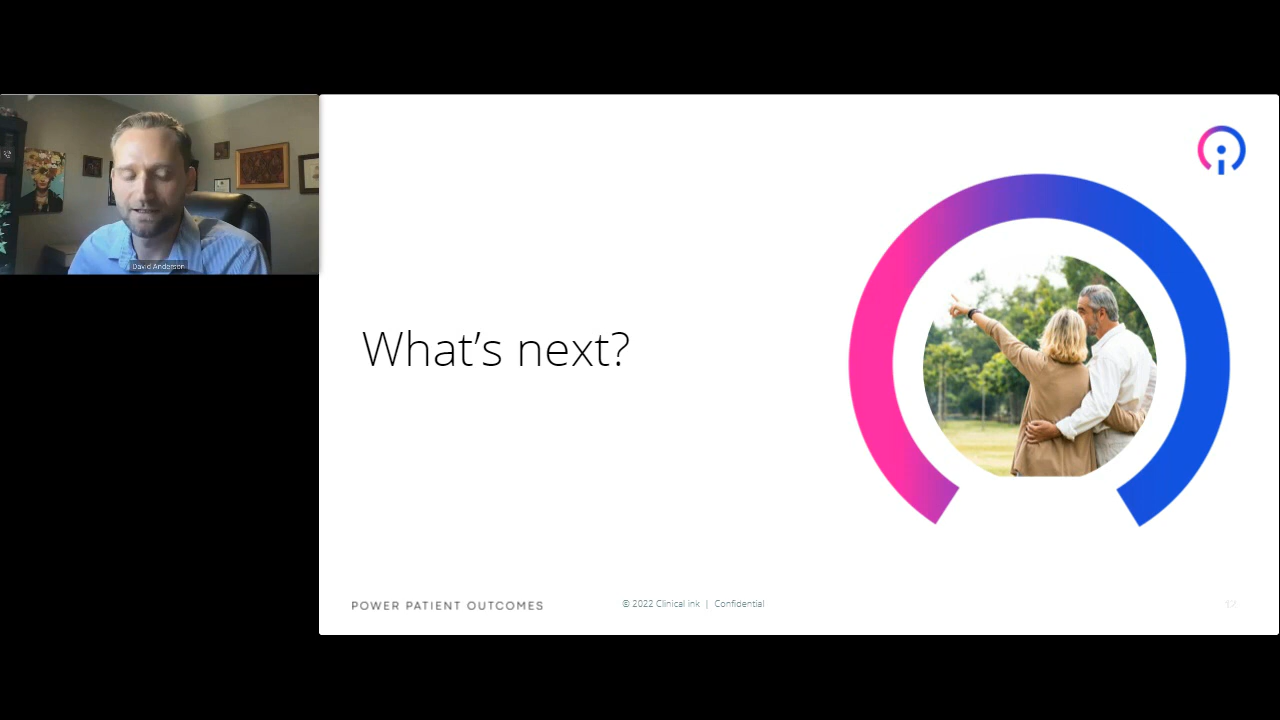 David Anderson
What's next?
POWER PATIENT OUTCOMES
© 2022 Clinical ink | Confidential